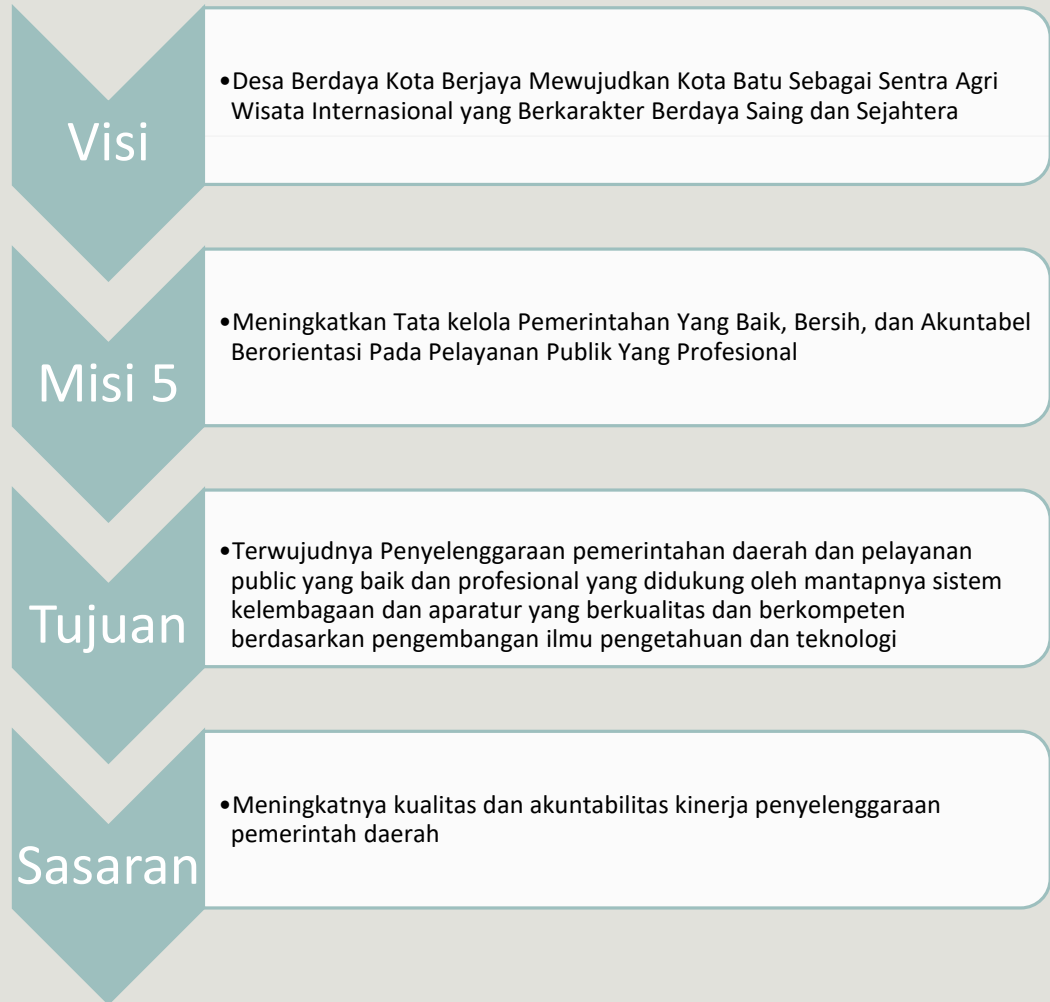 Visi
•Desa Berdaya Kota Berjaya Mewujudkan Kota Batu Sebagai Sentra Agri
Wisata Internasional yang Berkarakter Berdaya Saing dan Sejahtera
Misi 5
•Meningkatkan Tata kelola Pemerintahan Yang Baik, Bersih, dan Akuntabel
Berorientasi Pada Pelayanan Publik Yang Profesional
Tujuan
•Terwujudnya Penyelenggaraan pemerintahan daerah dan pelayanan
public yang baik dan profesional yang didukung oleh mantapnya sistem
kelembagaan dan aparatur yang berkualitas dan berkompeten
berdasarkan pengembangan ilmu pengetahuan dan teknologi
Sasaran
•Meningkatnya kualitas dan akuntabilitas kinerja penyelenggaraan
pemerintah daerah